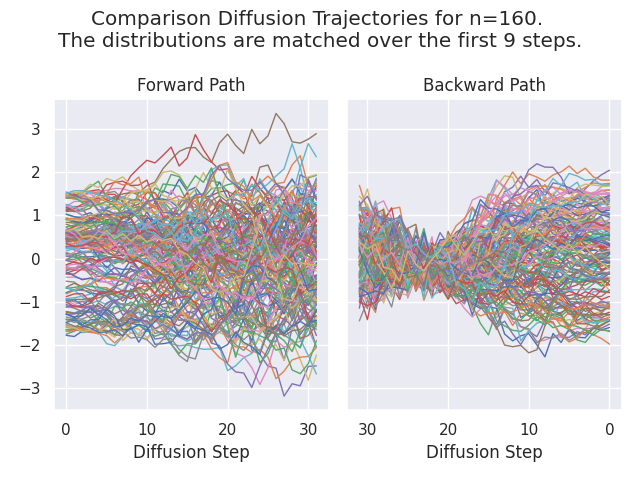 Comparison Diffusion Trajectories for n=160.
The distributions are matched over the first 9 steps.
Forward Path
Backward Path
3
2
1
0
−1
−2
−3
0 10 20 30
30 20 10 0
Diffusion Step
Diffusion Step